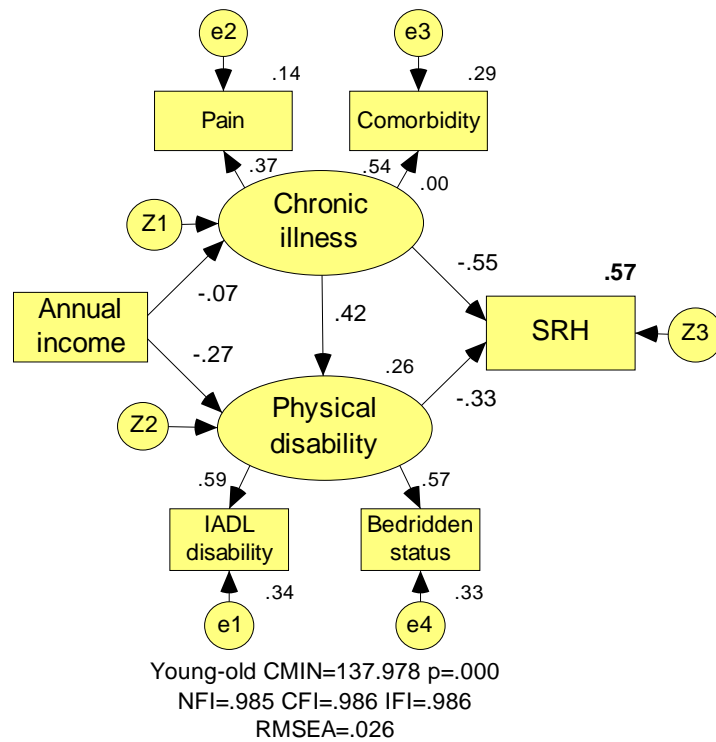 e2
e3
.14
.29
Pain
Comorbidity
.37
.54
.00
Z1
Chronic
illness
-.55
.57
-.07
Annual
income
.42
SRH
Z3
-.27
.26
-.33
Z2
Physical
disability
.59
.57
IADL
disability
Bedridden
status
.34
.33
e1
e4
Young-old CMIN=137.978 p=.000
NFI=.985 CFI=.986 IFI=.986
RMSEA=.026